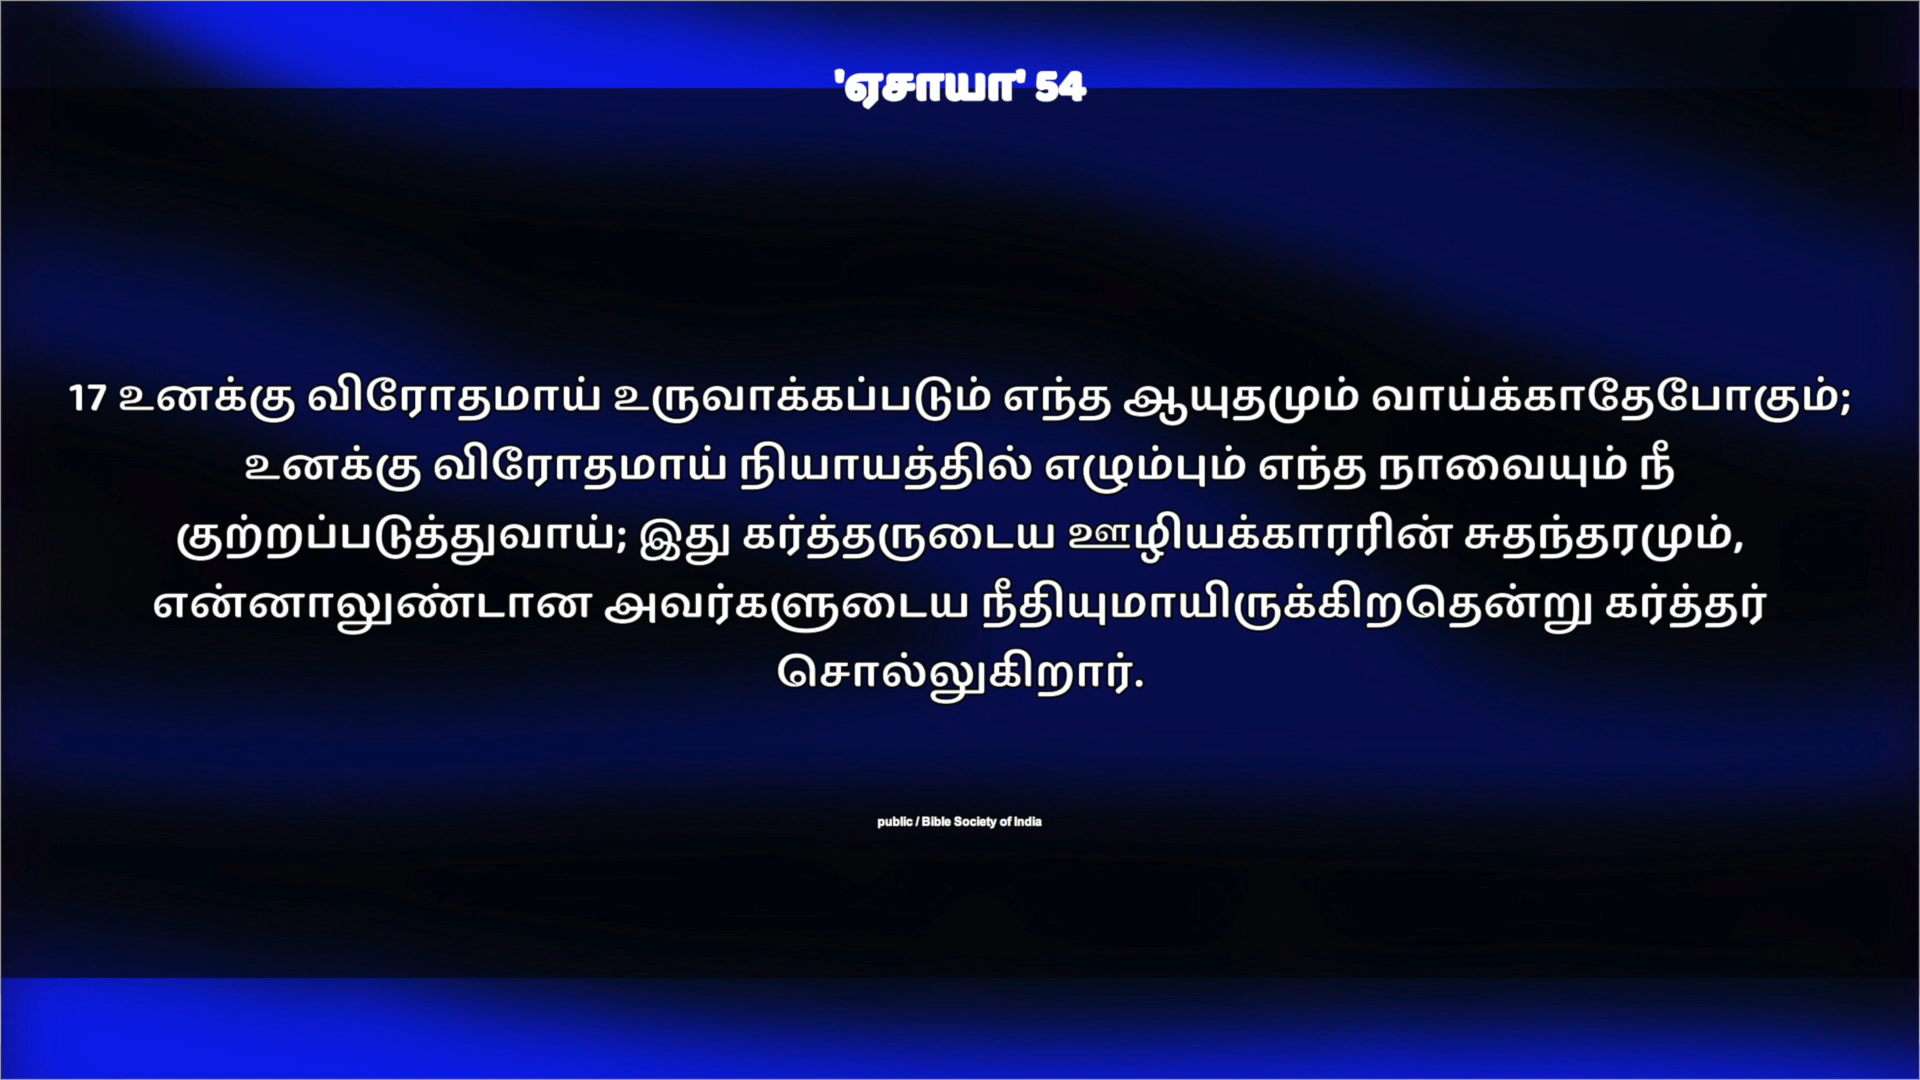 'ஏசாயா' 54
17 உனக்கு விரோதமாய் உருவாக்கப்படும் எந்த ஆயுதமும் வாய்க்காதேபோகும்;
உனக்கு விரோதமாய் நியாயத்தில் எழும்பும் எந்த நாவையும் நீ
குற்றப்படுத்துவாய்; இது கர்த்தருடைய ஊழியக்காரரின் சுதந்தரமும்,
என்னாலுண்டான அவர்களுடைய நீதியுமாயிருக்கிறதென்று கர்த்தர்
சொல்லுகிறார்.
public / Bible Society of India